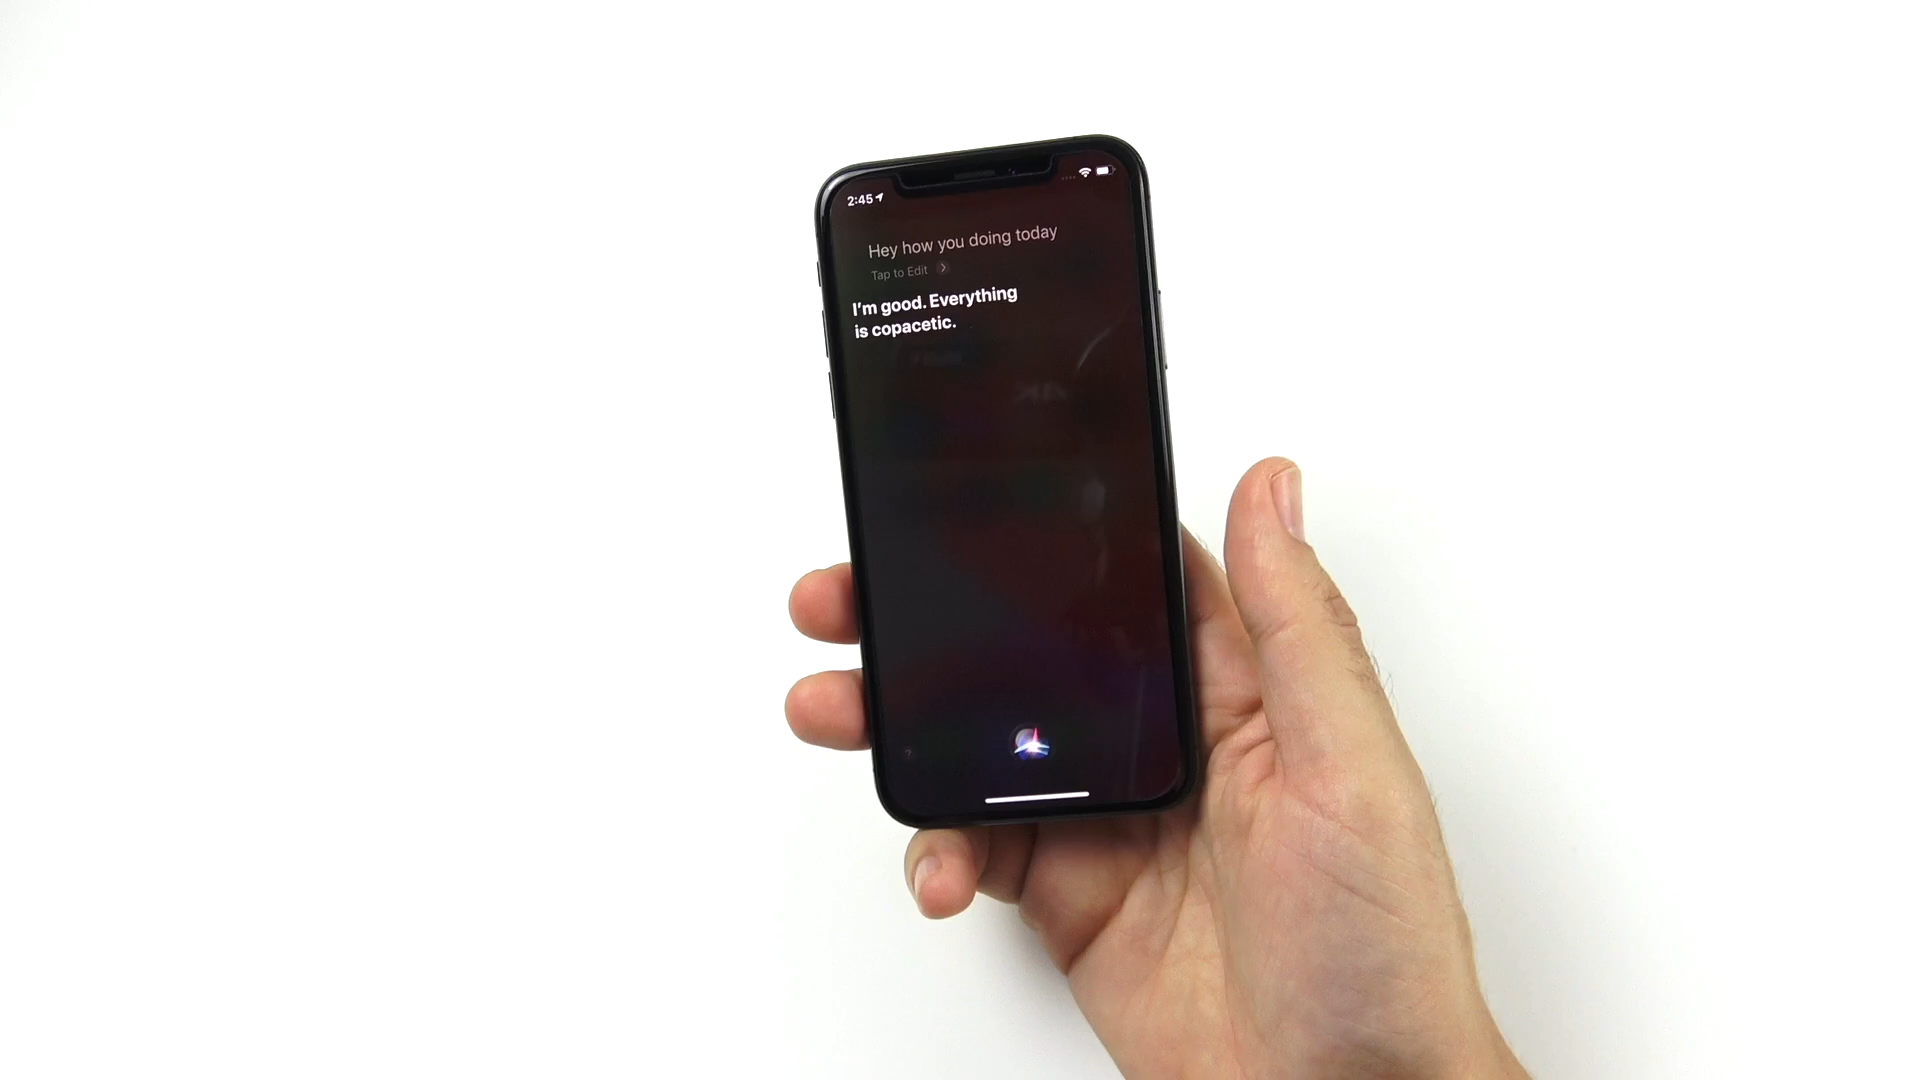 2:45
Hey how you doing today
Tap to Edit
I'm good. Everything
is copacetic.
?